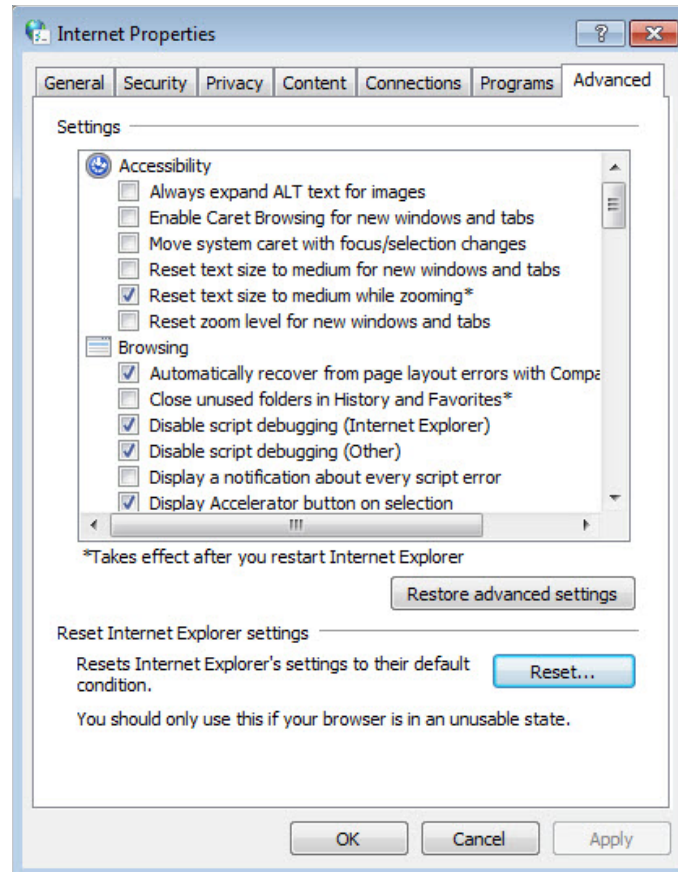 Internet Properties
General Security Privacy Content Connections Programs Advanced
Settings
Accessibility
Always expand ALT text for images
Enable Caret Browsing for new windows and tabs
Move system caret with focus/selection changes
Reset text size to medium for new windows and tabs
Reset text size to medium while zooming*
Reset zoom level for new windows and tabs
Browsing
Automatically recover from page layout errors with Compa
Close unused folders in History and Favorites*
Disable script debugging (Internet Explorer)
Disable script debugging (Other)
Display a notification about every script error
Display Accelerator button on selection
*Takes effect after you restart Internet Explorer
Restore advanced settings
Reset Internet Explorer settings
Resets Internet Explorer's settings to their default
condition.
Reset...
You should only use this if your browser is in an unusable state.
OK Cancel Apply